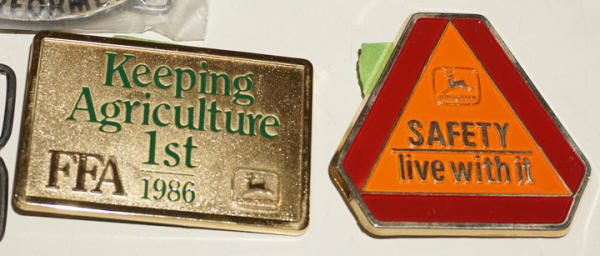 Keeping
Agriculture
1st
FFA
1986
SAFETY
live with it